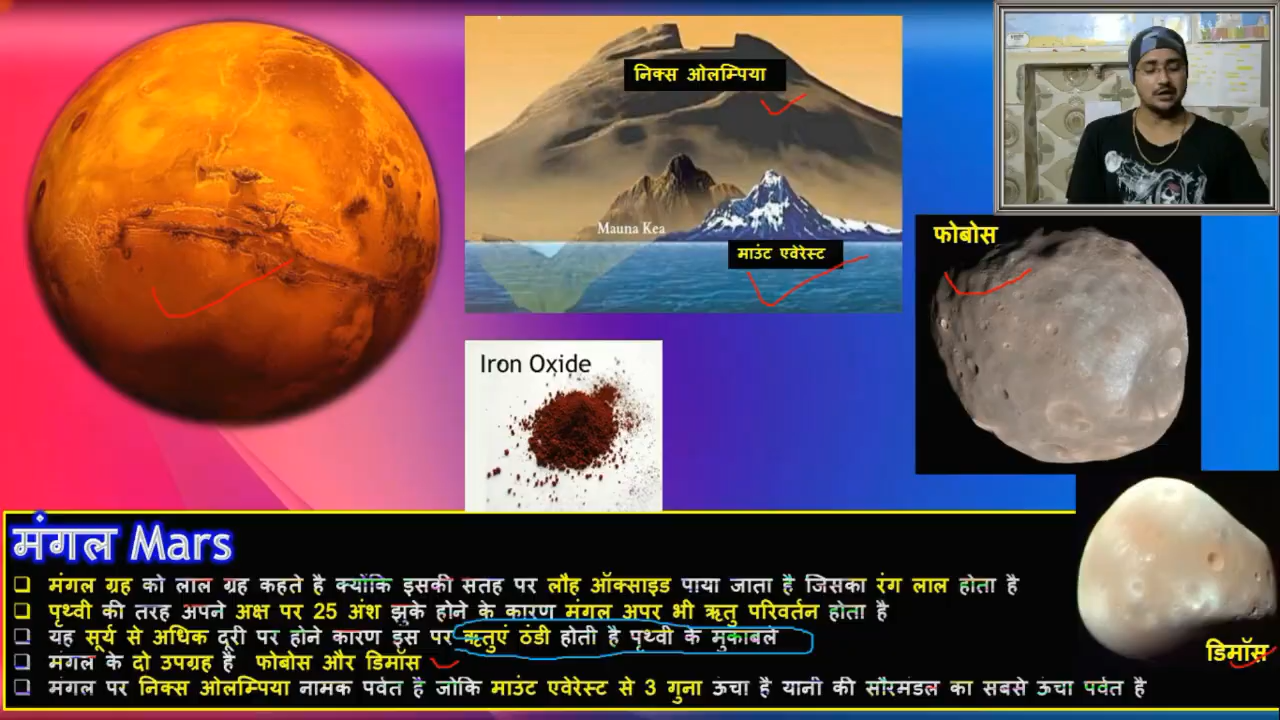 निक्स ओलम्पिया
Mauna Kea
माउंट एवेरेस्ट
फोबोस
Iron Oxide
डिमॉस
मंगल Mars
मंगल ग्रह को लाल ग्रह कहते है क्योंकि इसकी सतह पर लौह ऑक्साइड पाया जाता है जिसका रंग लाल होता है
पृथ्वी की तरह अपने अक्ष पर 25 अंश झुके होने के कारण मंगल अपर भी ऋतु परिवर्तन होता है
यह सूर्य से अधिक दूरी पर होने कारण इस पर ऋतुएं ठंडी होती है पृथ्वी के मुकाबले
मंगल के दो उपग्रह है फोबोस और डिमॉस
मंगल पर निक्स ओलम्पिया नामक पर्वत है जोकि माउंट एवेरेस्ट से 3 गुना ऊंचा है यानी की सौरमंडल का सबसे ऊंचा पर्वत है